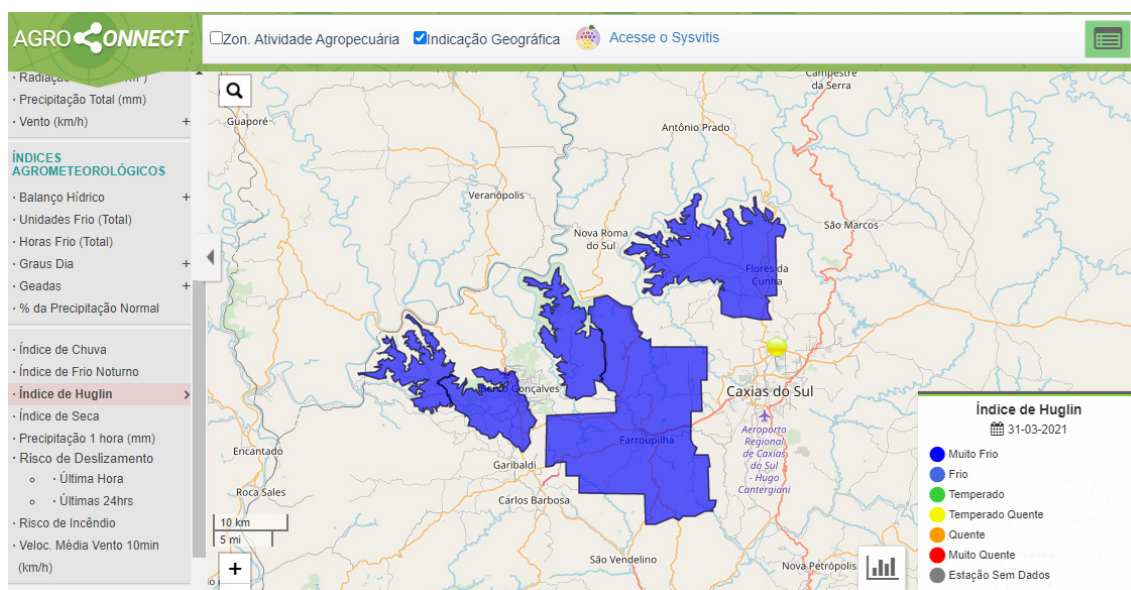 AGRO CONNECT
Zon. Atividade Agropecuária
Indicação Geográfica
Acesse o Sysvitis
· Precipitação Total (mm)
· Vento (km/h) +
ÍNDICES
AGROMETEOROLÓGICOS
· Balanço Hídrico +
· Unidades Frio (Total)
· Horas Frio (Total)
· Graus Dia +
· Geadas +
· % da Precipitação Normal
· Índice de Chuva
· Índice de Frio Noturno
· Índice de Huglin
· Índice de Seca
· Precipitação 1 hora (mm)
· Risco de Deslizamento
· Última Hora
· Últimas 24hrs
· Risco de Incêndio
· Veloc. Média Vento 10min
(km/h)
Campestre
da Serra
Guaporé
Antônio Prado
Veranópolis
São Marcos
Nova Roma
do Sul
Flores da
Cunha
Gonçalves
Caxias do Sul
Farroupilha
Aeroporto
Regional
de Caxias
do Sul
- Hugo
Cantergiani
Encantado
Garibaldi
Roca Sales
Carlos Barbosa
São Vendelino
Nova Petrópolis
10 km
5 mi
+
Índice de Huglin
31-03-2021
Muito Frio
Frio
Temperado
Temperado Quente
Quente
Muito Quente
Estação Sem Dados